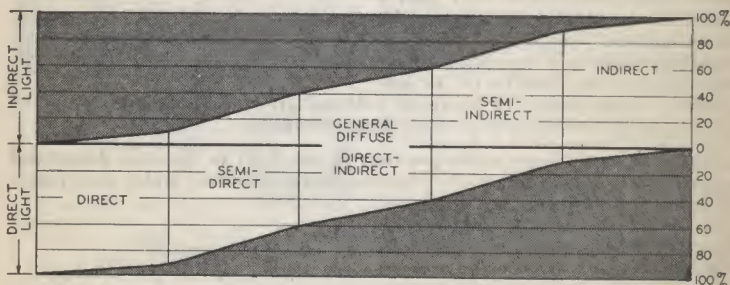 INDIRECT
LIGHT
DIRECT
LIGHT
DIRECT
SEMI-
DIRECT
GENERAL
DIFFUSE
DIRECT-
INDIRECT
SEMI-
INDIRECT
INDIRECT
100%
80
60
40
20
0
20
40
60
80
100%